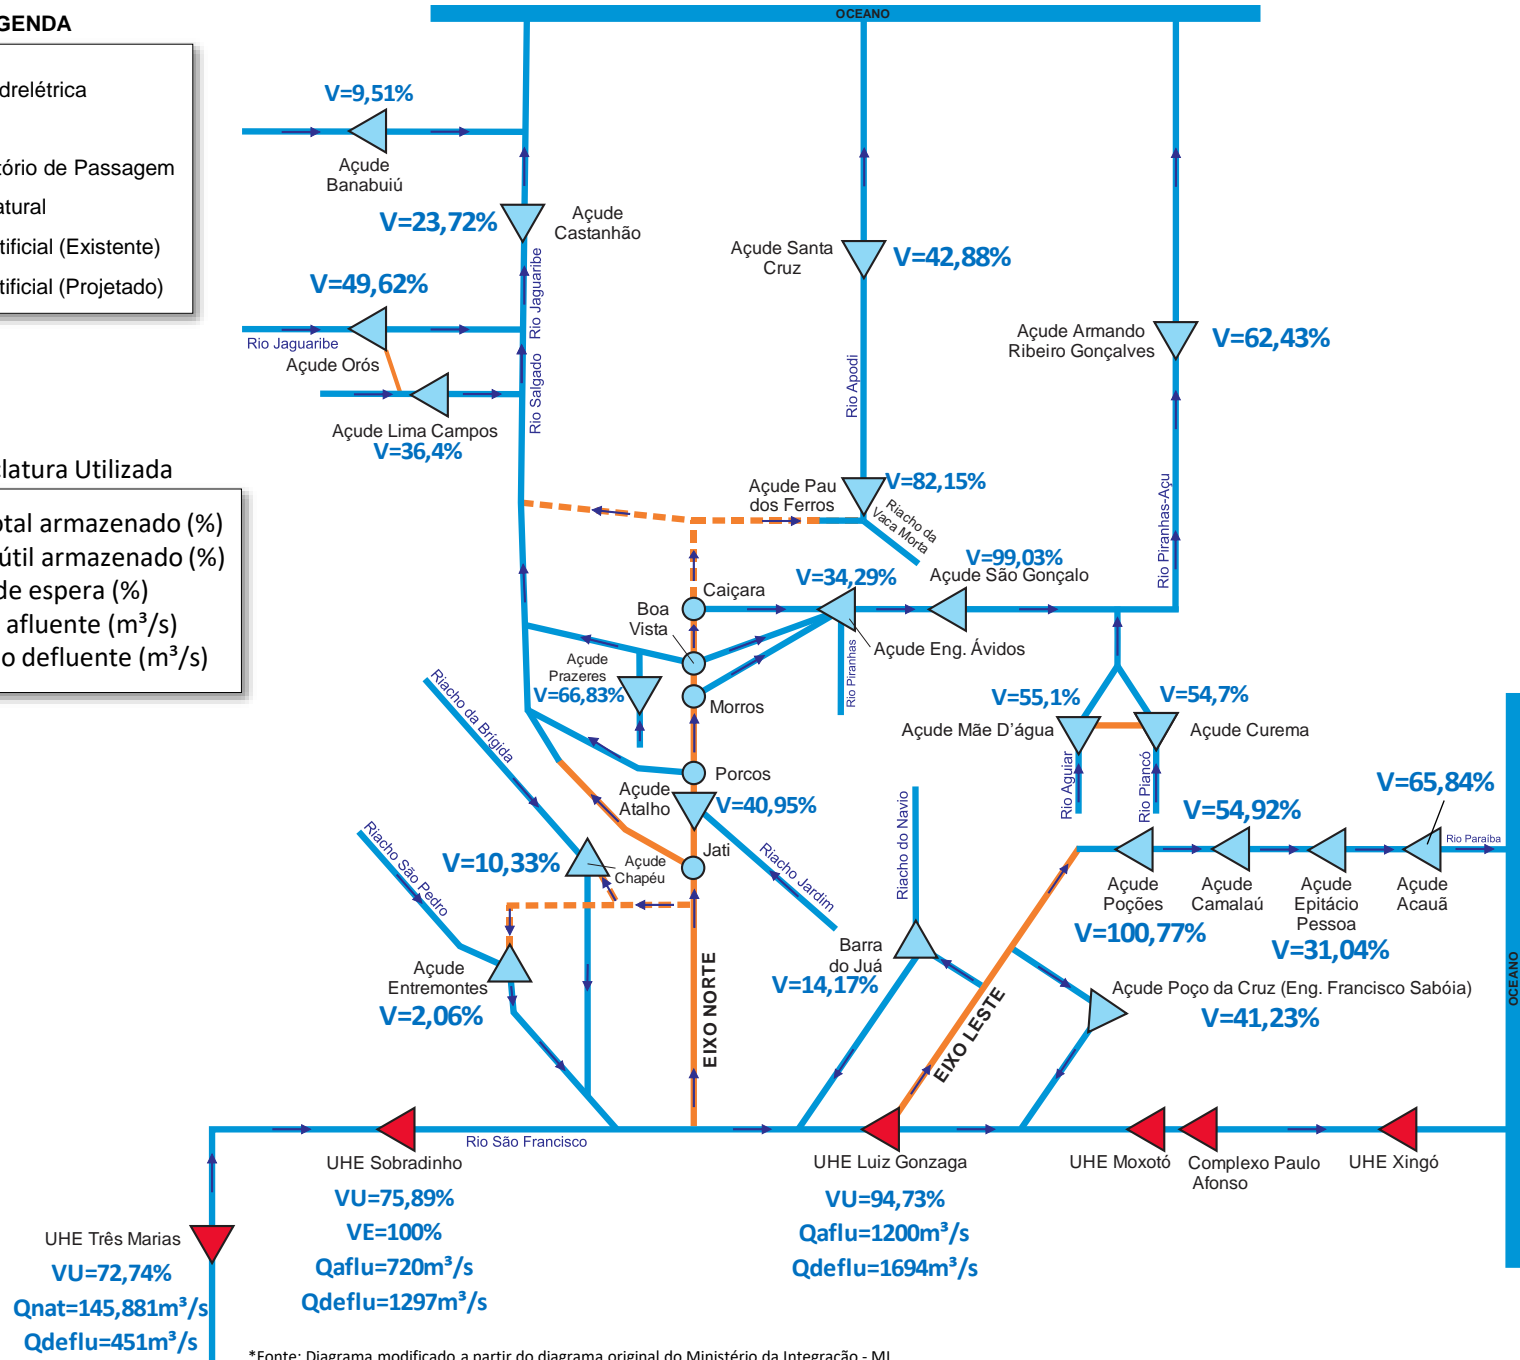 OCEANO
GENDA
drelétrica
tório de Passagem
atural
tificial (Existente)
tificial (Projetado)
V=9,51%
Açude
Banabuiú
V=23,72%
Açude
Castanhão
V=49,62%
Rio Jaguaribe
Açude Orós
Rio Jaguaribe
Rio Salgado
Açude Lima Campos
V=36,4%
Açude Santa
Cruz
V=42,88%
Rio Apodi
Açude Armando
Ribeiro Gonçalves
V=62,43%
Rio Piranhas-Açu
clatura Utilizada
otal armazenado (%)
útil armazenado (%)
de espera (%)
afluente (m³/s)
o defluente (m³/s)
Açude Pau
dos Ferros
V=82,15%
Riacho da
Vaca Morta
V=99,03%
Açude São Gonçalo
V=34,29%
Açude Eng. Ávidos
Rio Piranhas
Caiçara
Boa
Vista
Morros
Açude
Prazeres
V=66,83%
Porcos
Açude
Atalho
V=40,95%
Jati
Riacho Jardim
Riacho da Brígida
Riacho São Pedro
V=10,33%
Açude
Chapéu
Açude
Entremontes
V=2,06%
EIXO NORTE
V=55,1%
V=54,7%
Açude Mãe D'água
Açude Curema
Rio Aguiar
Rio Piancó
V=65,84%
V=54,92%
Rio Paraíba
Açude
Poções
Açude
Camalaú
Açude
Epitácio
Pessoa
Açude
Acauã
V=100,77%
V=31,04%
Riacho do Navio
Barra
do Juá
V=14,17%
Açude Poço da Cruz (Eng. Francisco Sabóia)
V=41,23%
EIXO LESTE
OCEANO
Rio São Francisco
UHE Sobradinho
VU=75,89%
VE=100%
Qaflu=720m³/s
Qdeflu=1297m³/s
UHE Luiz Gonzaga
VU=94,73%
Qaflu=1200m³/s
Qdeflu=1694m³/s
UHE Moxotó
Complexo Paulo
Afonso
UHE Xingó
UHE Três Marias
VU=72,74%
Qnat=145,881m³/s
Qdeflu=451m³/s
*Fonte: Diagrama modificado a partir do diagrama original do Ministério da Integração - MI